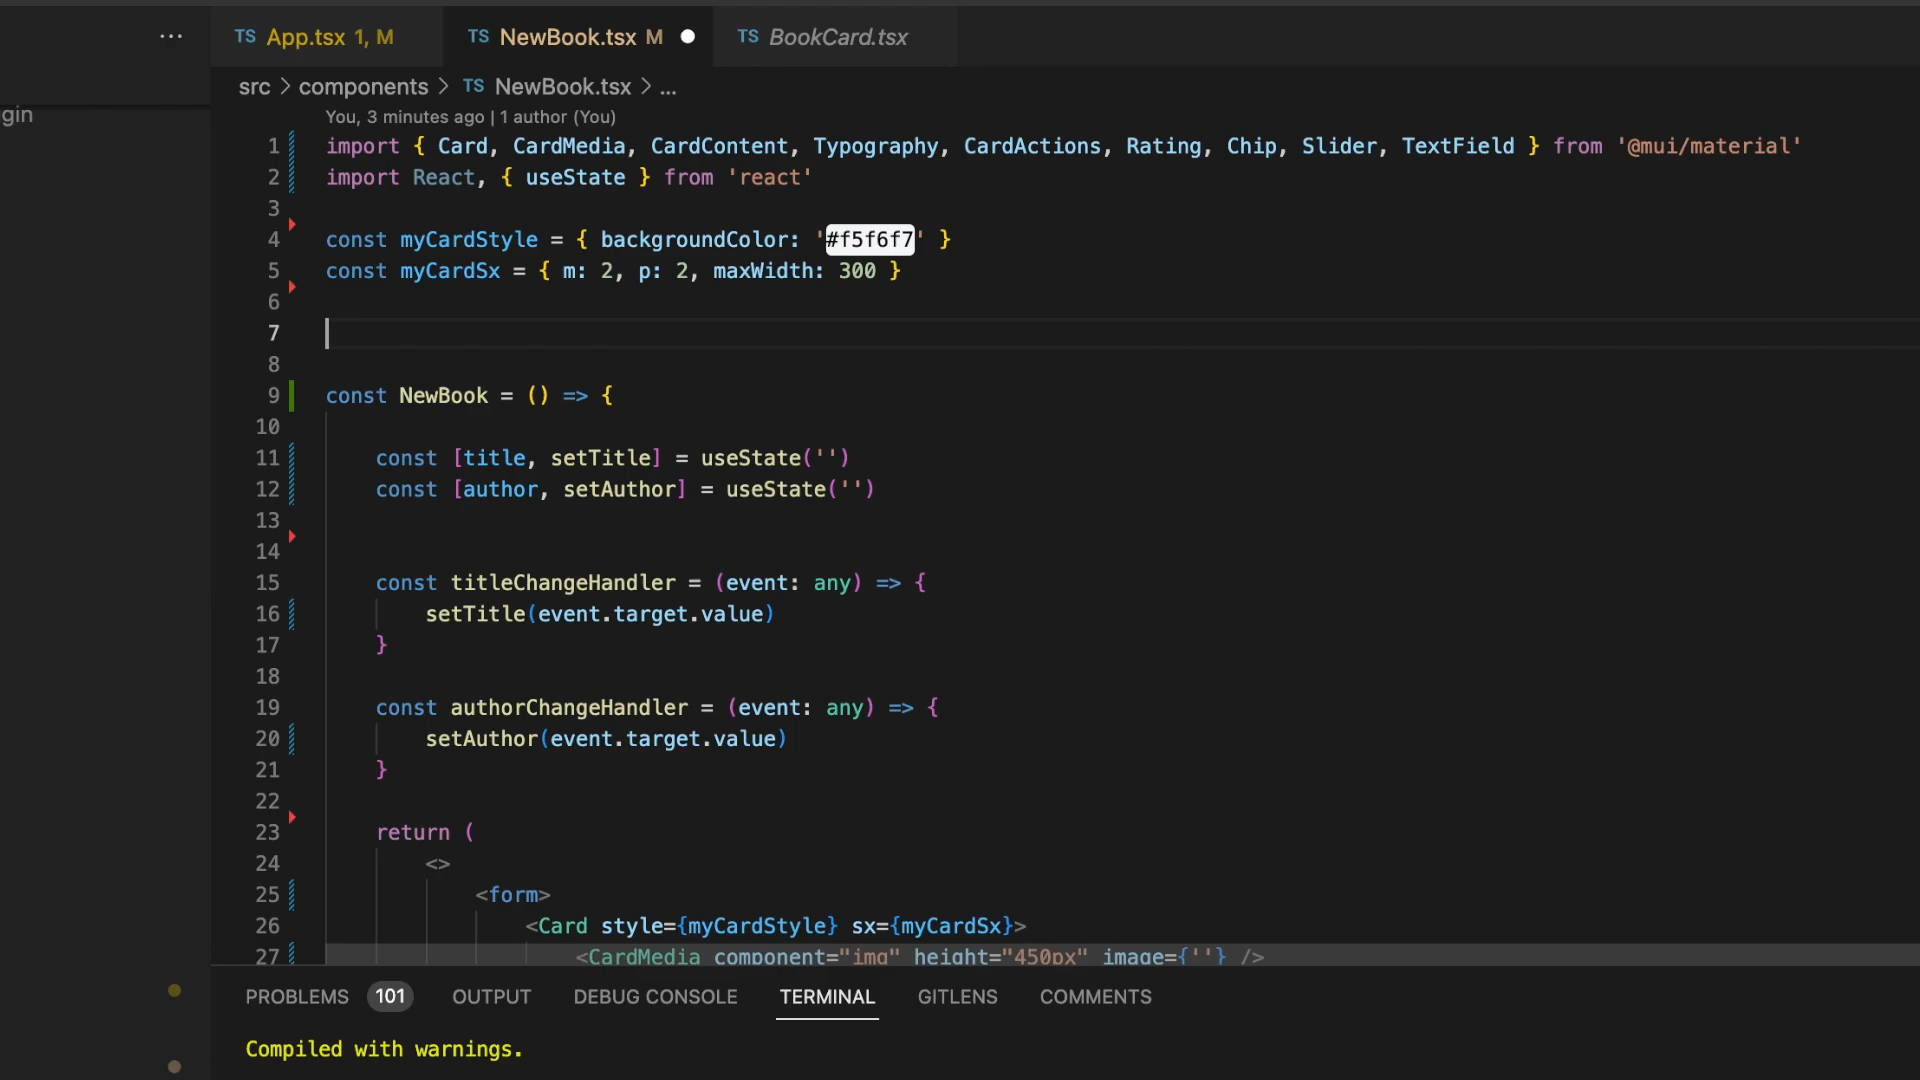 ··· TS App.tsx 1, M TS NewBook.tsx M ● TS BookCard.tsx
src > components > TS NewBook.tsx > ...
gin
You, 3 minutes ago | 1 author (You)
1 import { Card, CardMedia, CardContent, Typography, CardActions, Rating, Chip, Slider, TextField } from '@mui/material'
2 import React, { useState } from 'react'
3
4 const myCardStyle = { backgroundColor: '#f5f6f7' }
5 const myCardSx = { m: 2, p: 2, maxWidth: 300 }
6
7
8
9 const NewBook = () => {
10
11 const [title, setTitle] = useState('')
12 const [author, setAuthor] = useState('')
13
14
15 const titleChangeHandler = (event: any) => {
16 setTitle(event.target.value)
17 }
18
19 const authorChangeHandler = (event: any) => {
20 setAuthor(event.target.value)
21 }
22
23 return (
24 <>
25 <form>
26 <Card style={myCardStyle} sx={myCardSx}>
27 <CardMedia component="img" height="450px" image={''} />
PROBLEMS 101 OUTPUT DEBUG CONSOLE TERMINAL GITLENS COMMENTS
Compiled with warnings.